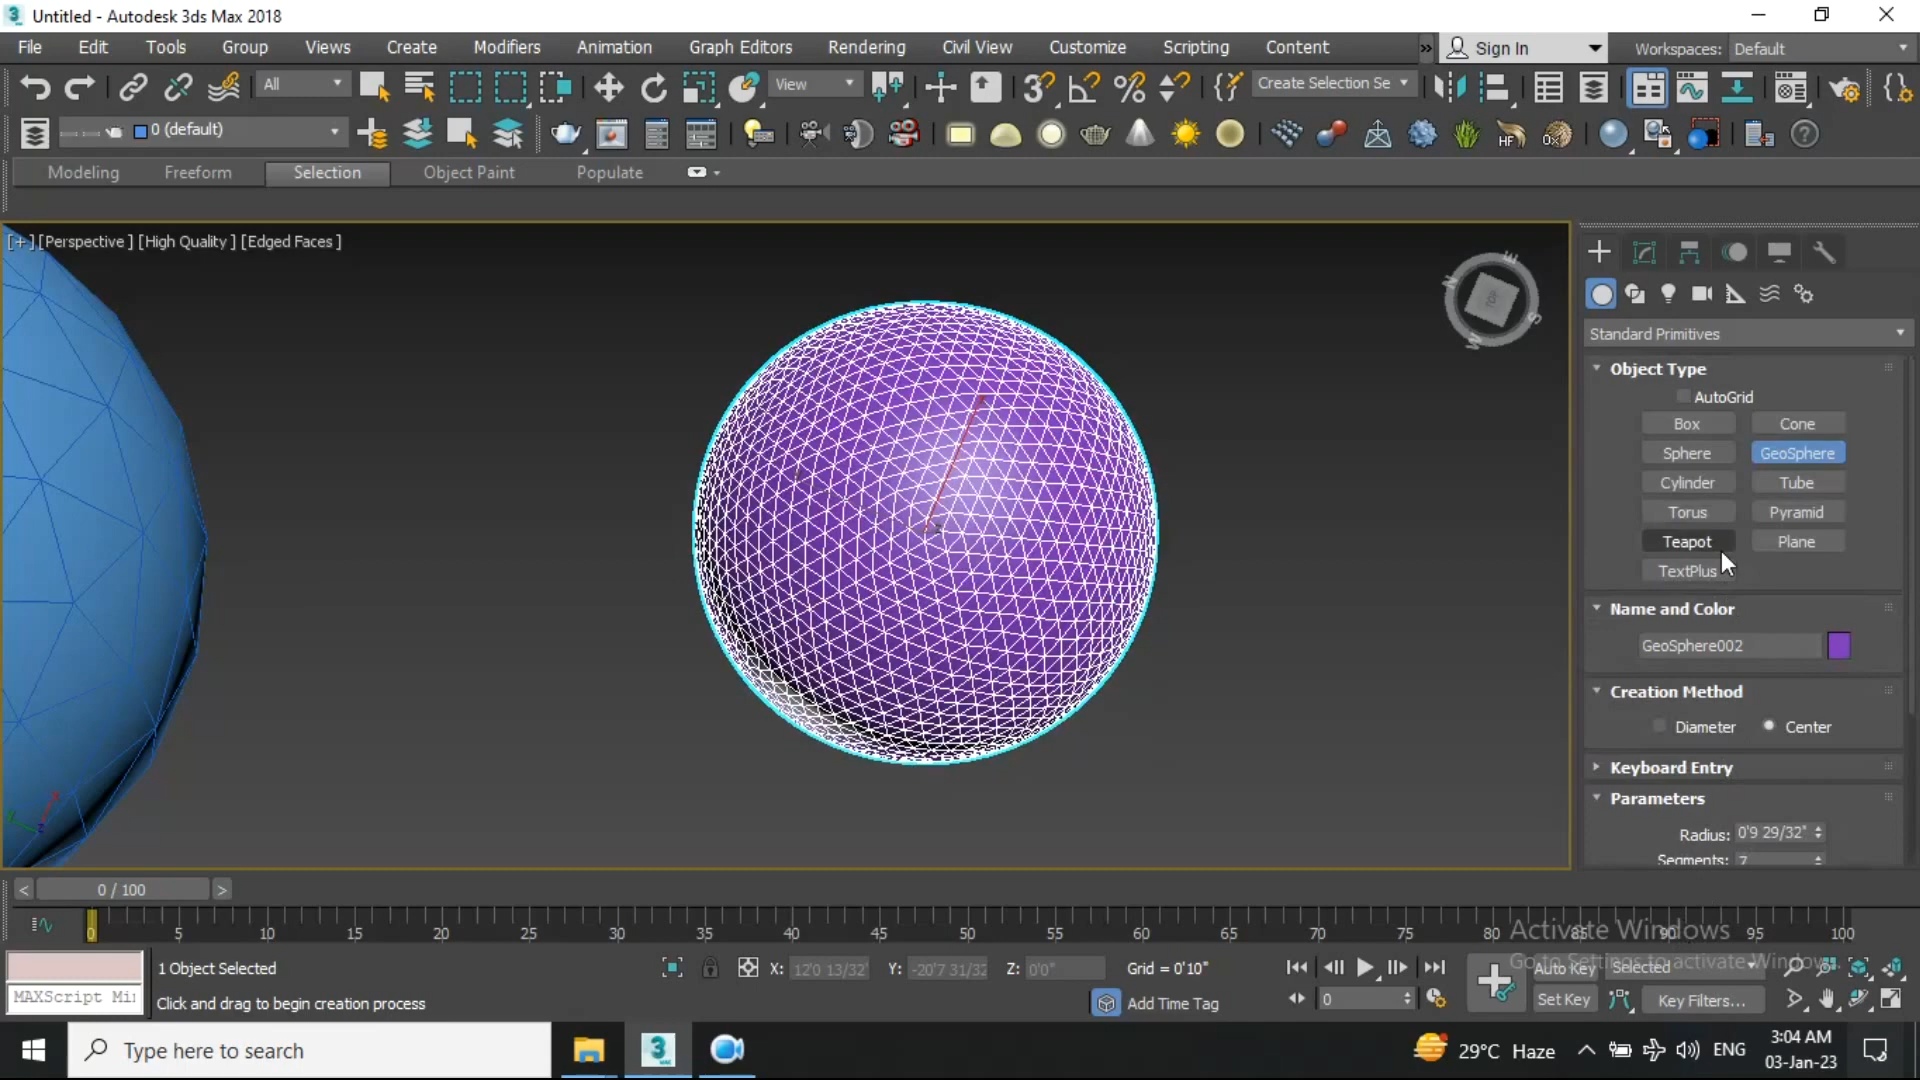 Untitled - Autodesk 3ds Max 2018
File Edit Tools Group Views Create Modifiers Animation Graph Editors Rendering Civil View Customize Scripting Content Sign In Workspaces: Default
All View Create Selection Se
0 (default)
Modeling Freeform Selection Object Paint Populate
[+] [Perspective ] [High Quality ] [Edged Faces ]
Standard Primitives
Object Type
AutoGrid
Box Cone
Sphere GeoSphere
Cylinder Tube
Torus Pyramid
Teapot Plane
TextPlus
Name and Color
GeoSphere002
Creation Method
Diameter Center
Keyboard Entry
Parameters
Radius: 0'9 29/32"
Segments: 7
0 / 100
0 5 10 15 20 25 30 35 40 45 50 55 60 65 70 75 80 85 90 95 100
Activate Windows
Go to Settings to activate Windows.
1 Object Selected X: 12'0 13/32" Y: -20'7 31/32 Z: 0'0" Grid = 0'10" Auto Key Selected
MAXScript Mi Click and drag to begin creation process Add Time Tag 0 Set Key Key Filters...
Type here to search 29°C Haze ENG 3:04 AM
03-Jan-23